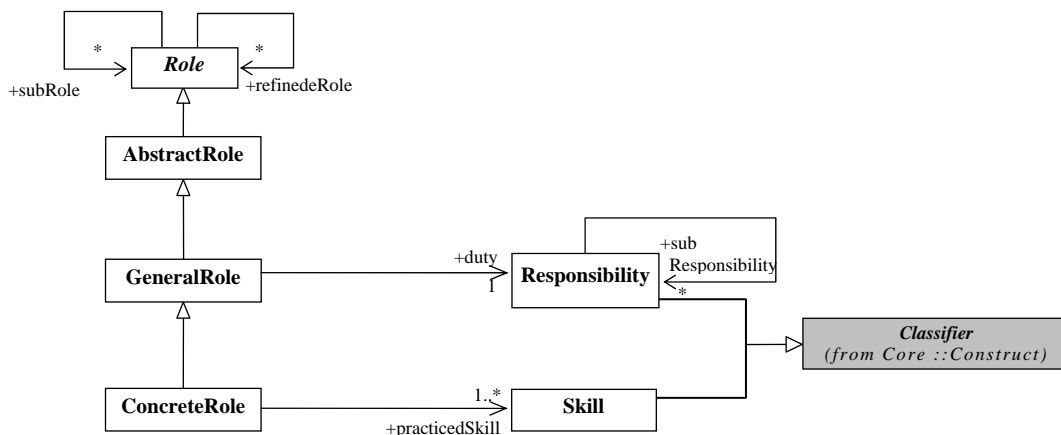 *
*
Role
+subRole
+refinedeRole
AbstractRole
+sub
Responsibility
+duty
GeneralRole
Responsibility
1
*
Classifier
(from Core ::Construct)
1..*
ConcreteRole
Skill
+practicedSkill